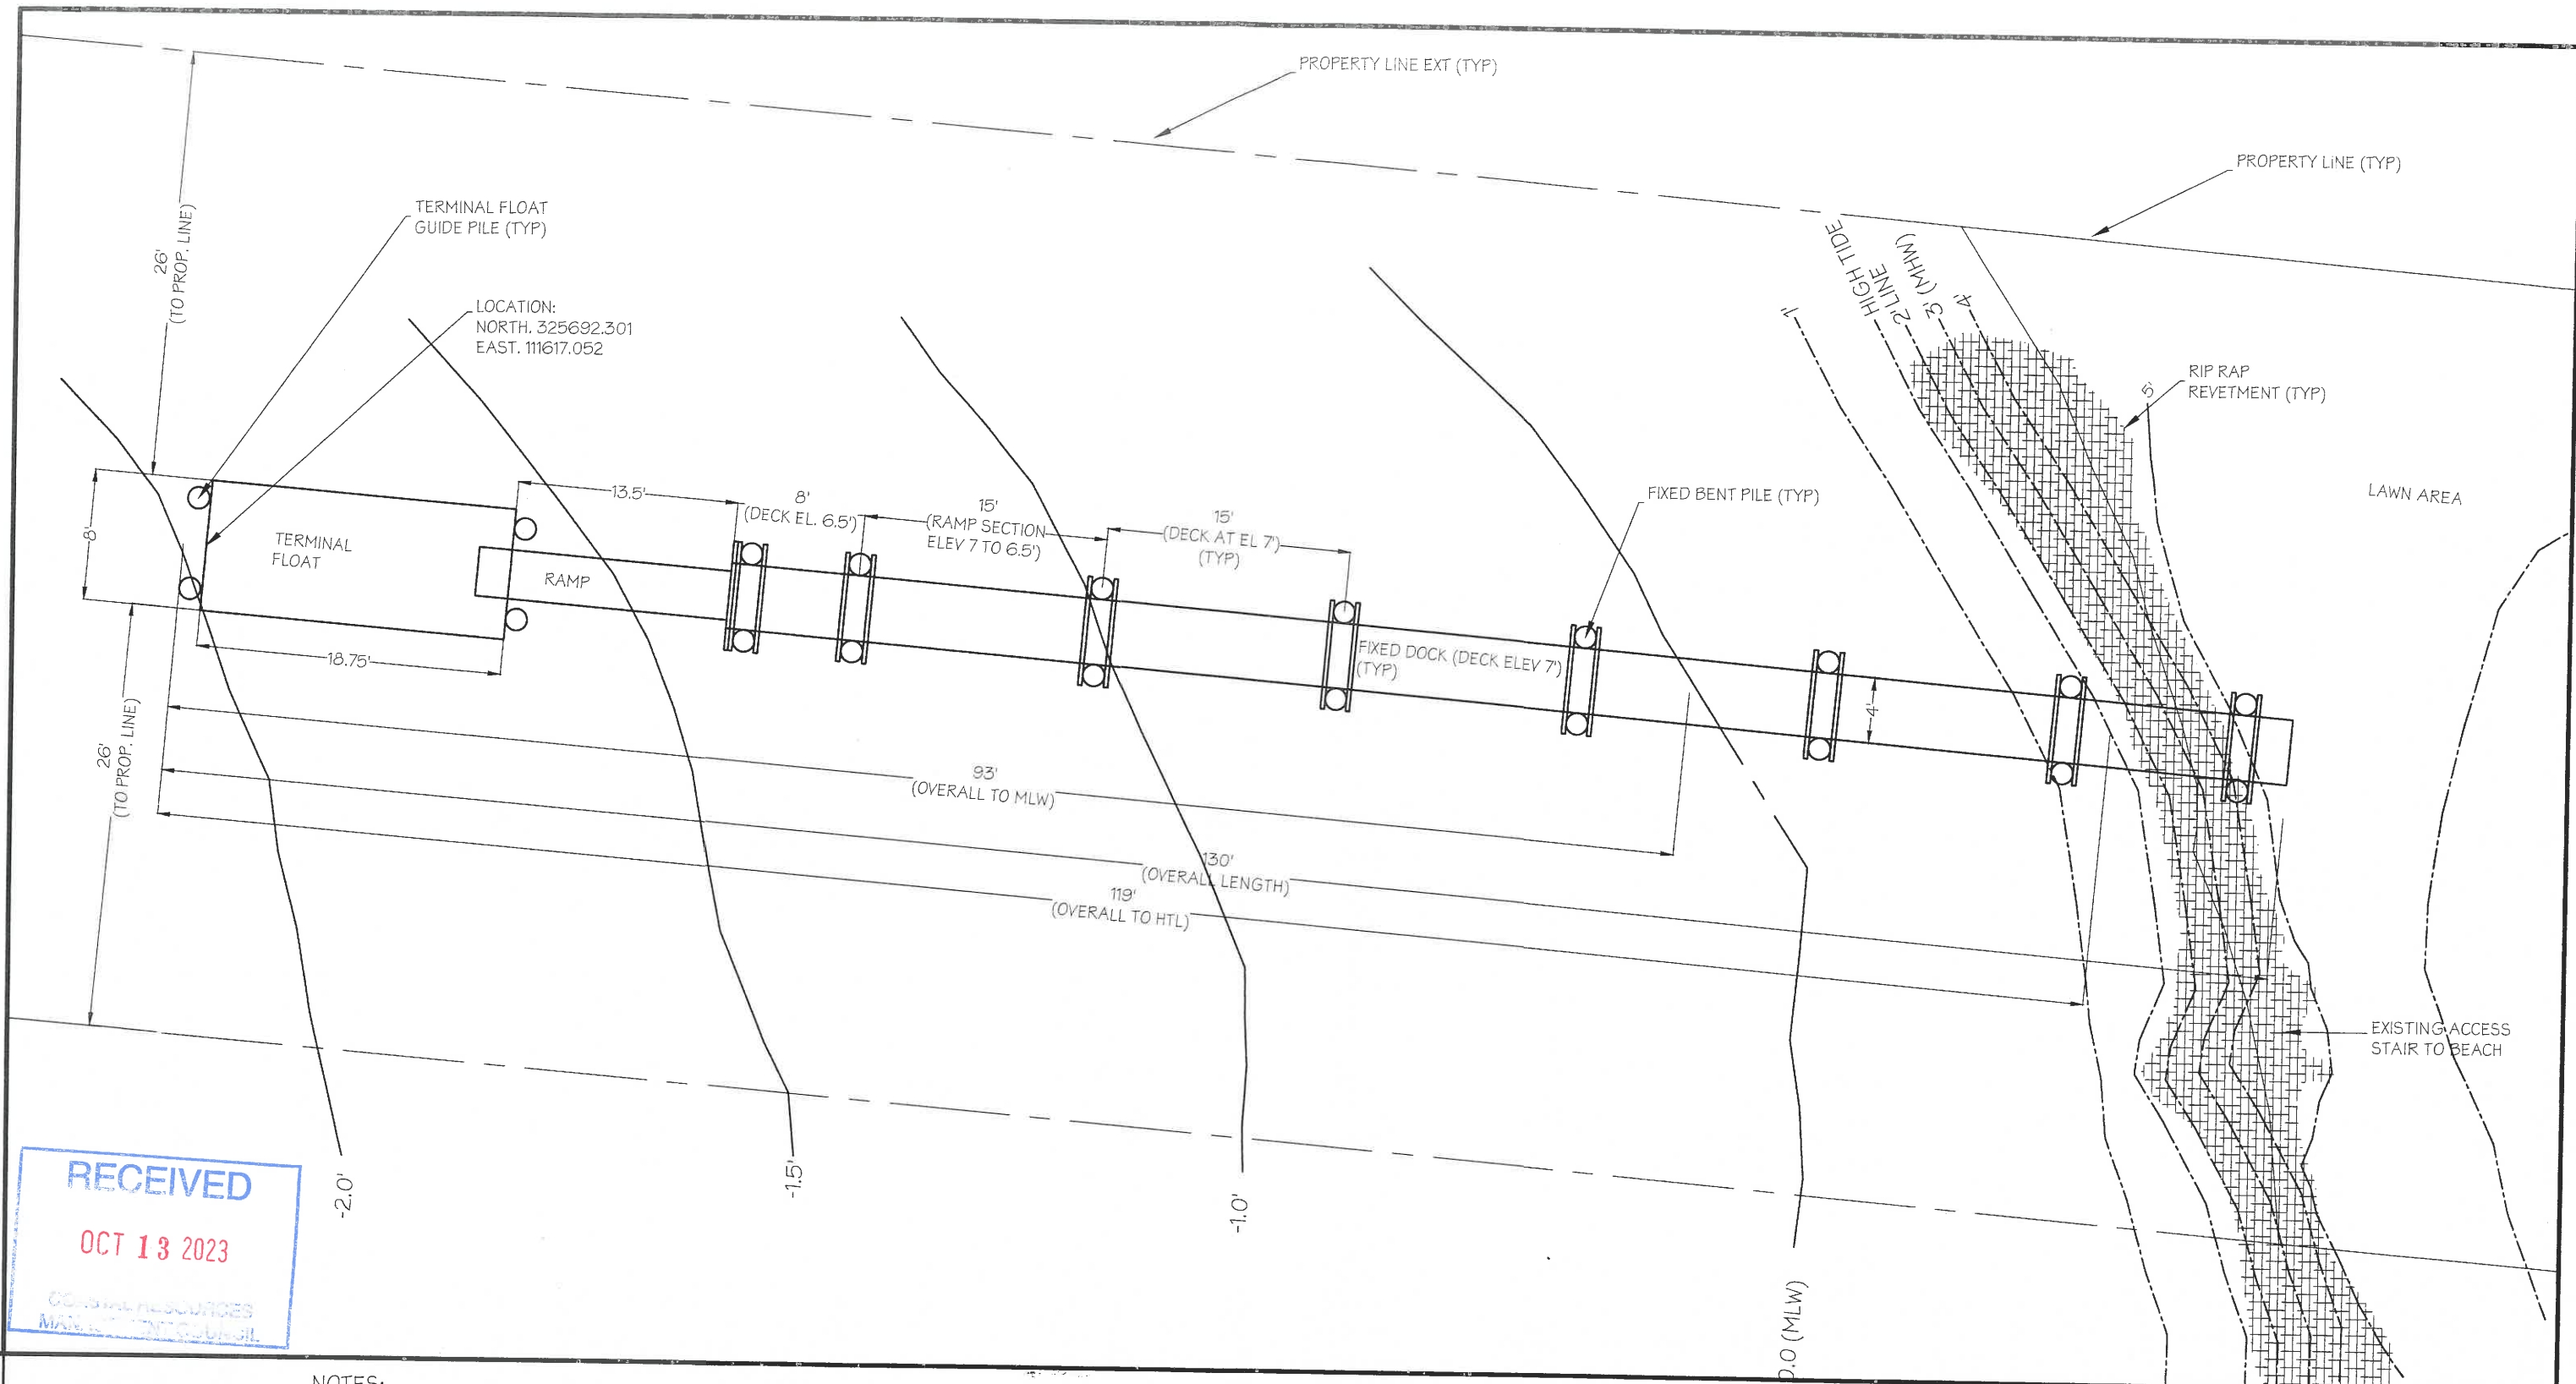 PROPERTY LINE EXT (TYP)
PROPERTY LINE (TYP)
26'
(TO PROP. LINE)
TERMINAL FLOAT
GUIDE PILE (TYP)
LOCATION:
NORTH. 325692.301
EAST. 111617.052
1'
HIGH TIDE
LINE
2'
3' (MHW)
4'
5'
RIP RAP
REVETMENT (TYP)
LAWN AREA
8'
TERMINAL
FLOAT
RAMP
13.5'
8'
(DECK EL. 6.5')
15'
(RAMP SECTION
ELEV 7 TO 6.5')
15'
(DECK AT EL 7')
(TYP)
FIXED BENT PILE (TYP)
FIXED DOCK (DECK ELEV 7')
(TYP)
4'
18.75'
26'
(TO PROP. LINE)
93'
(OVERALL TO MLW)
130'
(OVERALL LENGTH)
119'
(OVERALL TO HTL)
EXISTING ACCESS
STAIR TO BEACH
-2.0'
-1.5'
-1.0'
0.0 (MLW)
RECEIVED
OCT 13 2023
COASTAL RESOURCES
MANAGEMENT COUNCIL
NOTES: